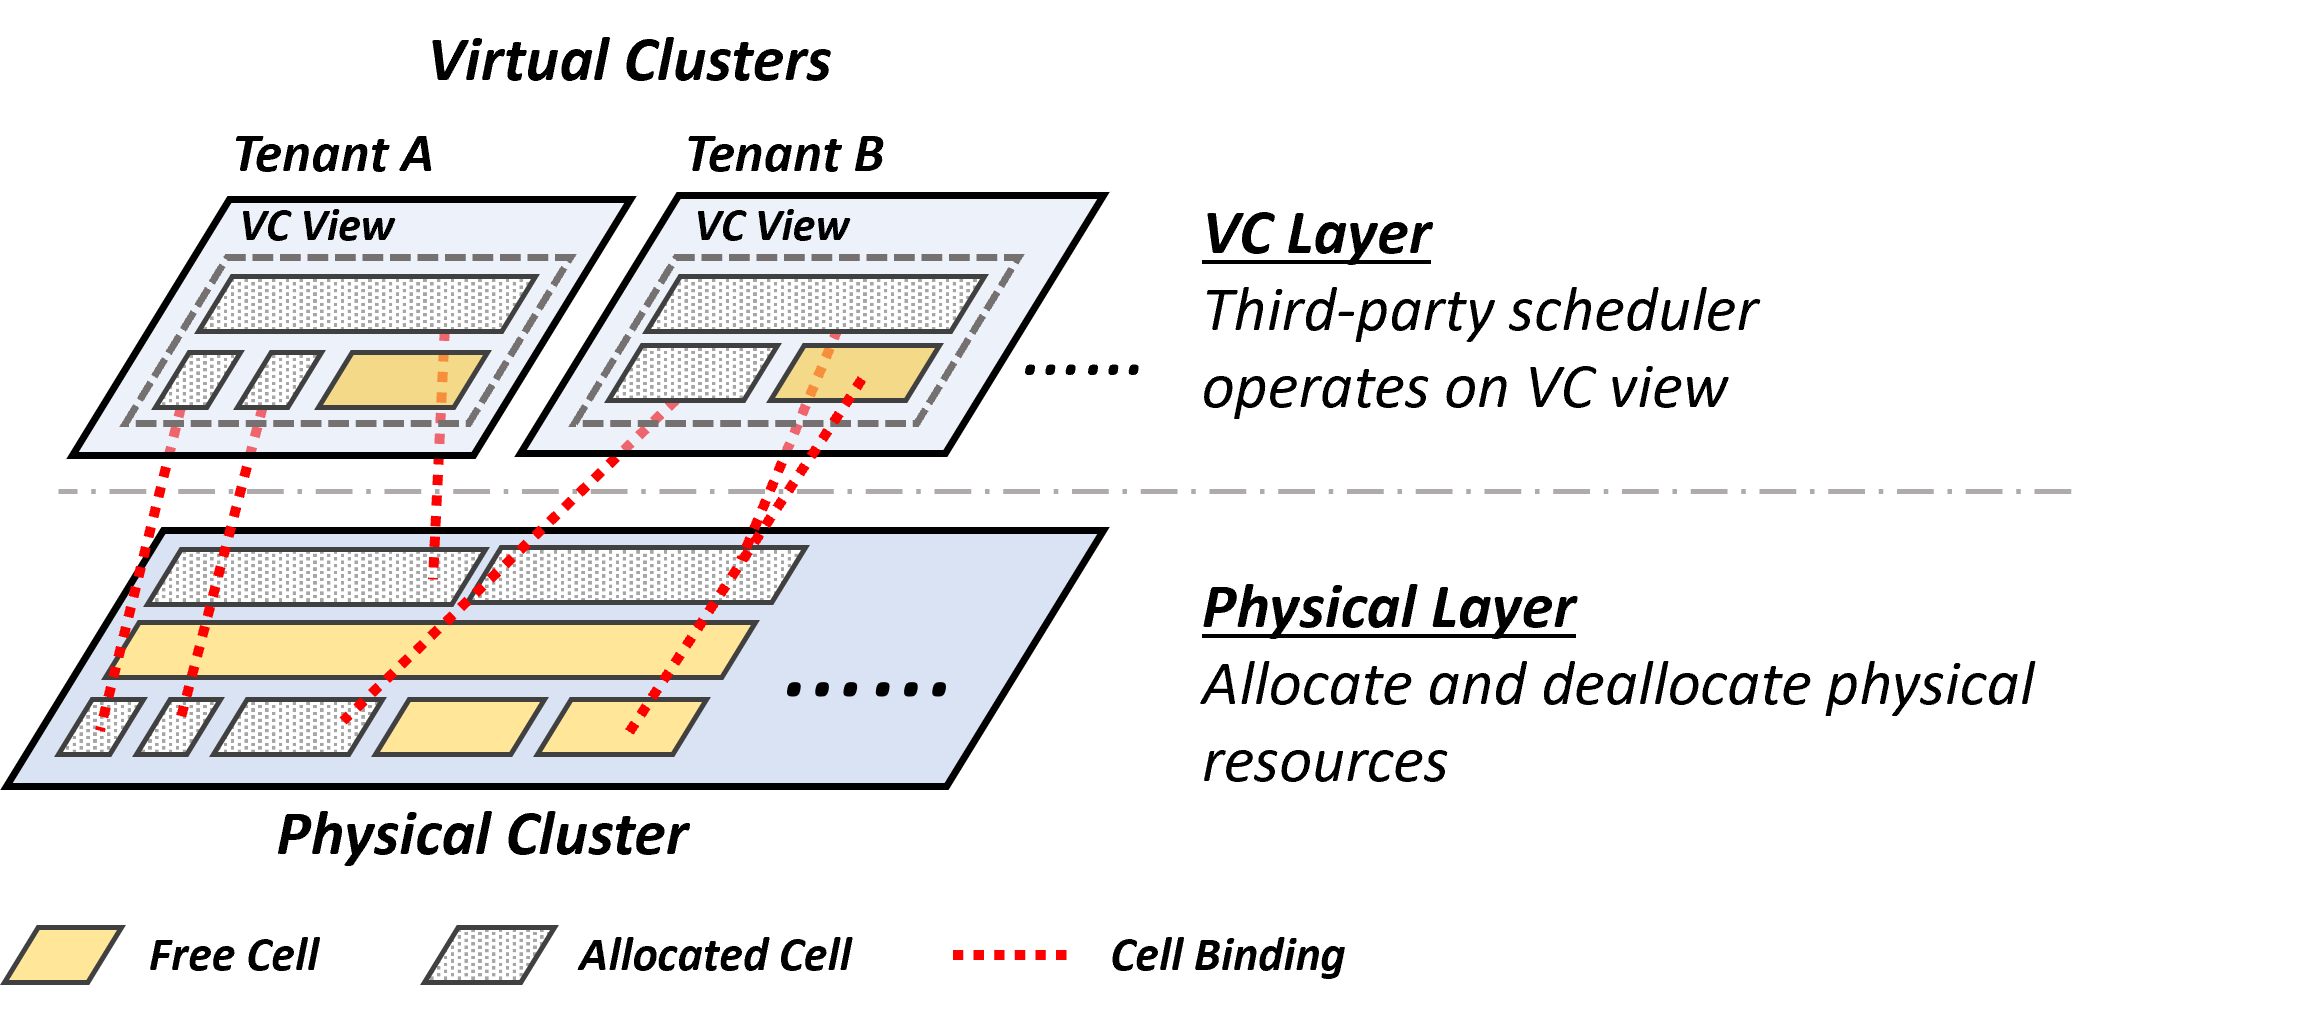 Virtual Clusters
Tenant A
Tenant B
VC View
VC View
......
VC Layer
Third-party scheduler
operates on VC view
......
Physical Layer
Allocate and deallocate physical
resources
Physical Cluster
Free Cell
Allocated Cell
Cell Binding